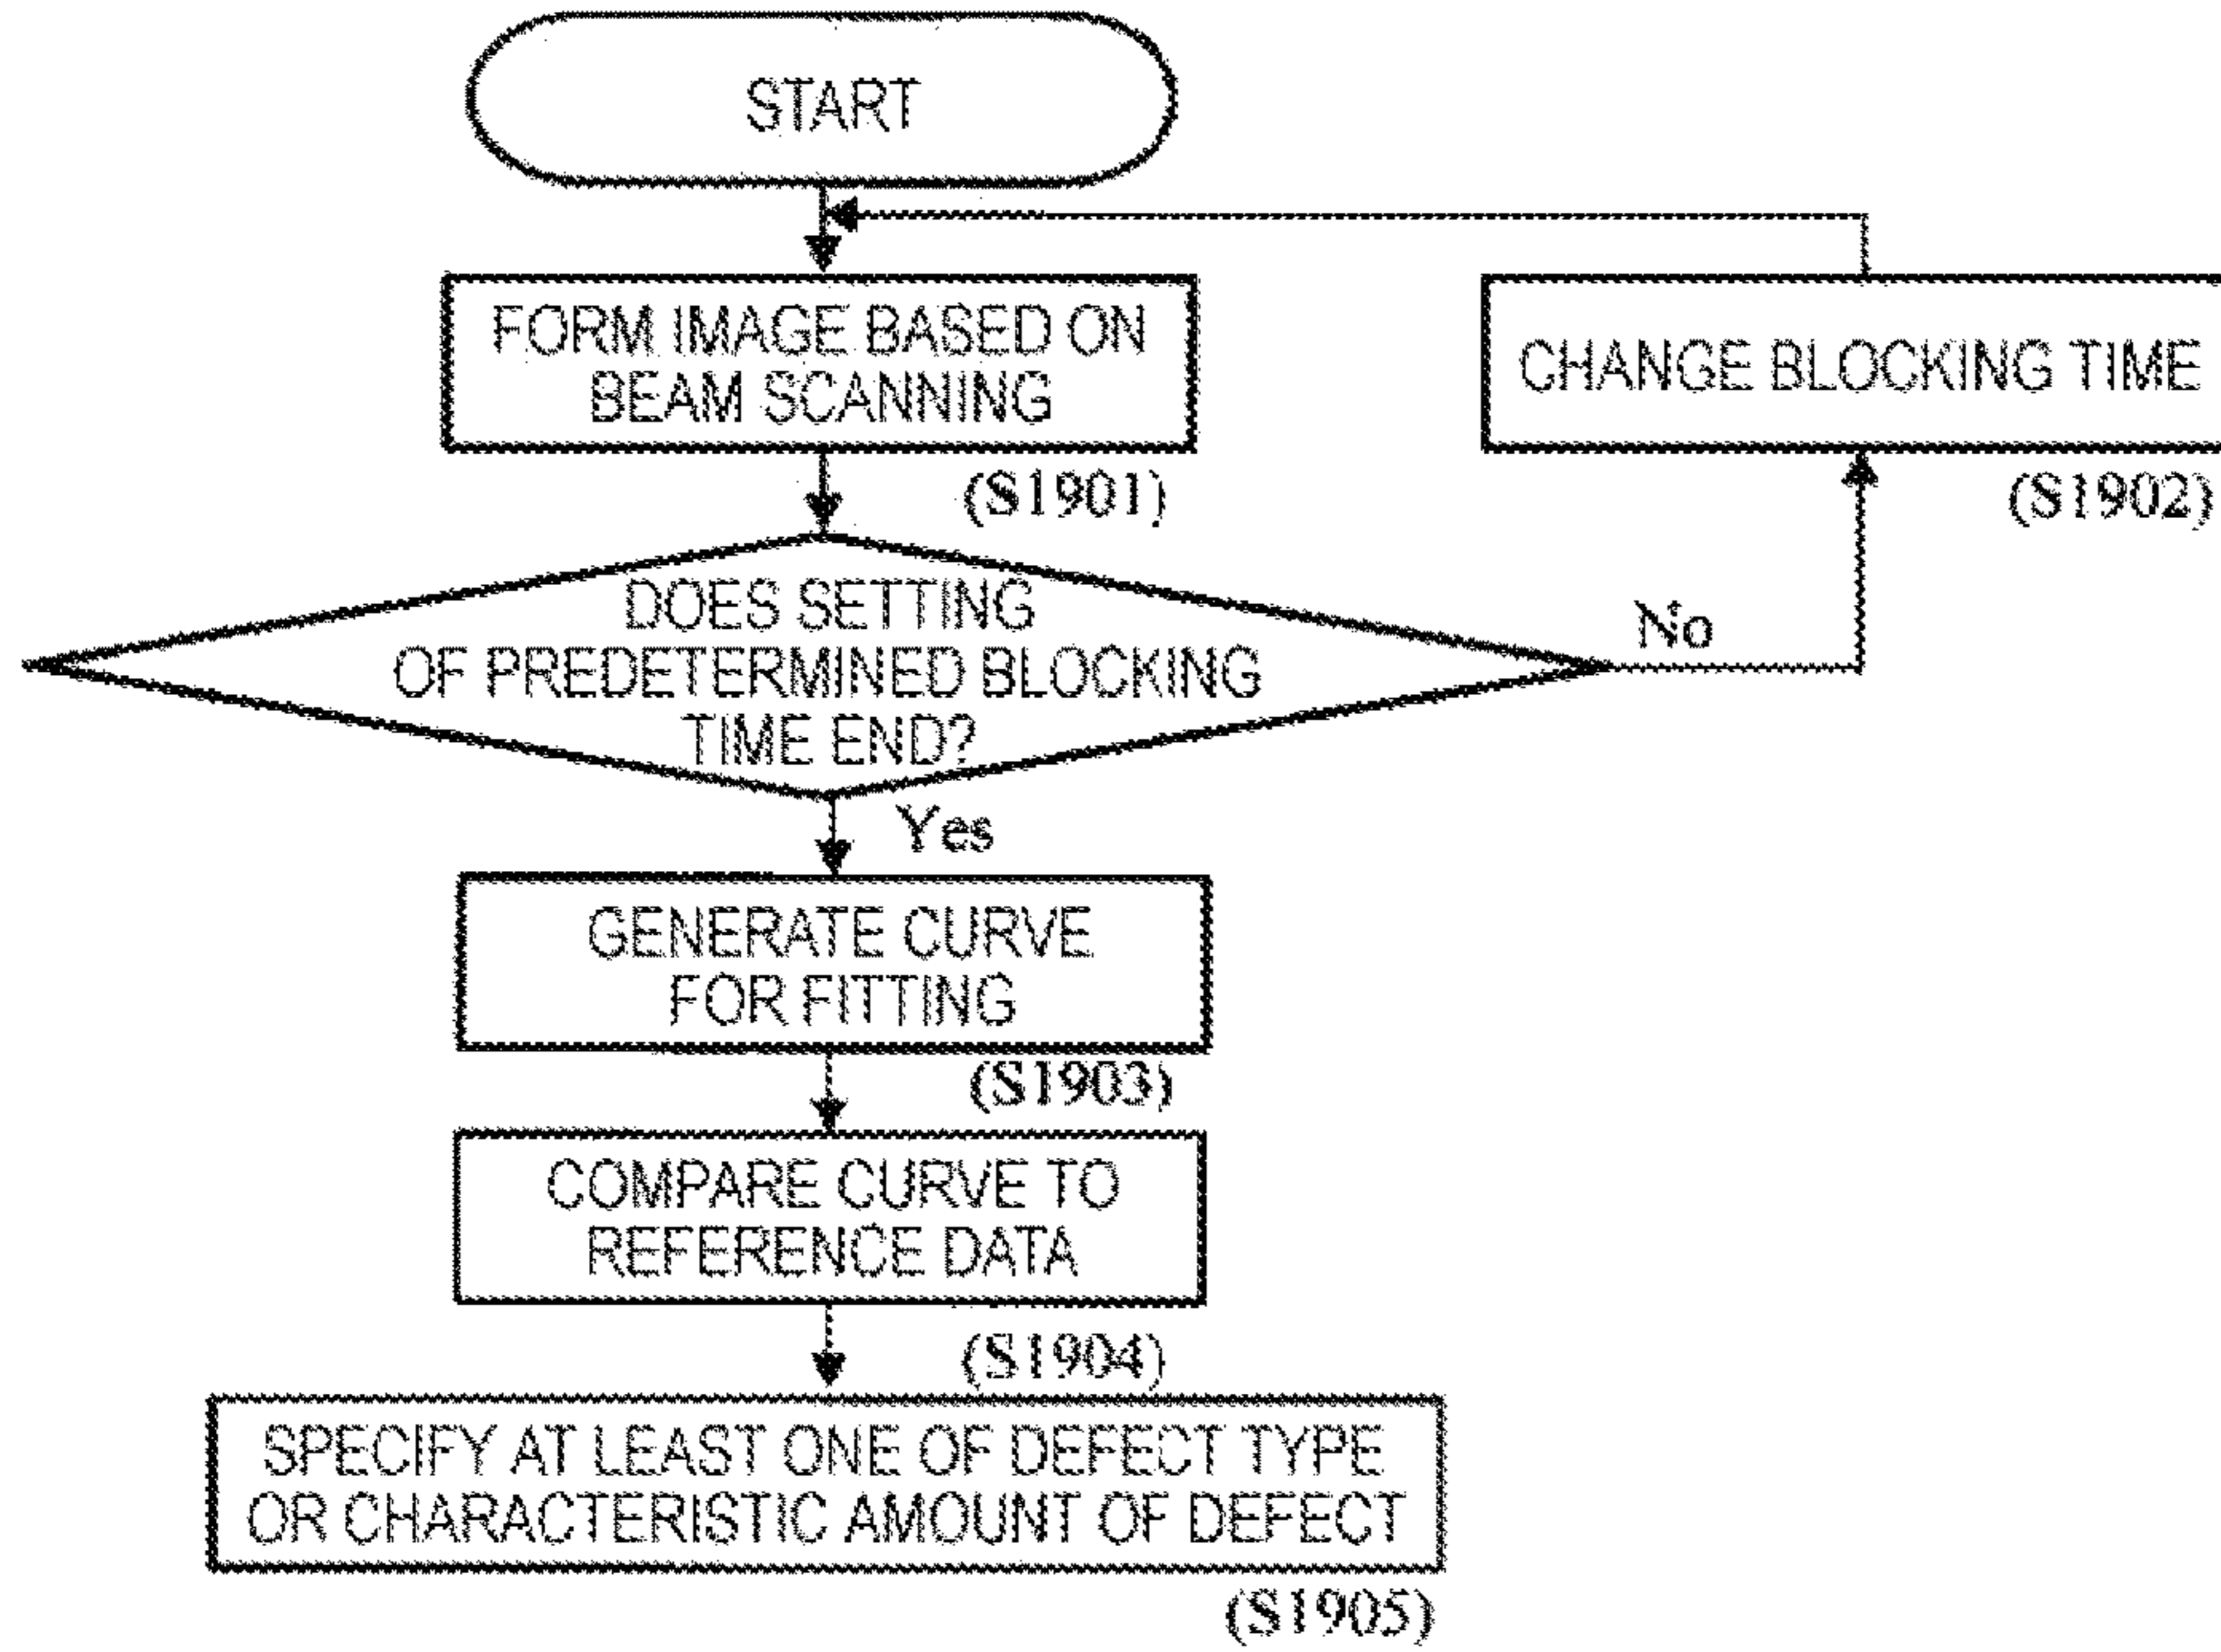 START
FORM IMAGE BASED ON
BEAM SCANNING
(S1901)
CHANGE BLOCKING TIME
(S1902)
DOES SETTING
OF PREDETERMINED BLOCKING
TIME END?
No
Yes
GENERATE CURVE
FOR FITTING
(S1903)
COMPARE CURVE TO
REFERENCE DATA
(S1904)
SPECIFY AT LEAST ONE OF DEFECT TYPE
OR CHARACTERISTIC AMOUNT OF DEFECT
(S1905)